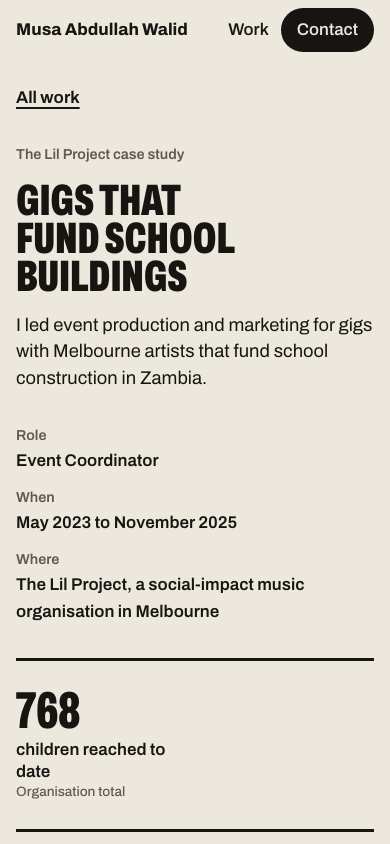 Musa Abdullah Walid
Work
Contact
All work
The Lil Project case study
GIGS THAT
FUND SCHOOL
BUILDINGS
I led event production and marketing for gigs
with Melbourne artists that fund school
construction in Zambia.
Role
Event Coordinator
When
May 2023 to November 2025
Where
The Lil Project, a social-impact music
organisation in Melbourne
768
children reached to
date
Organisation total